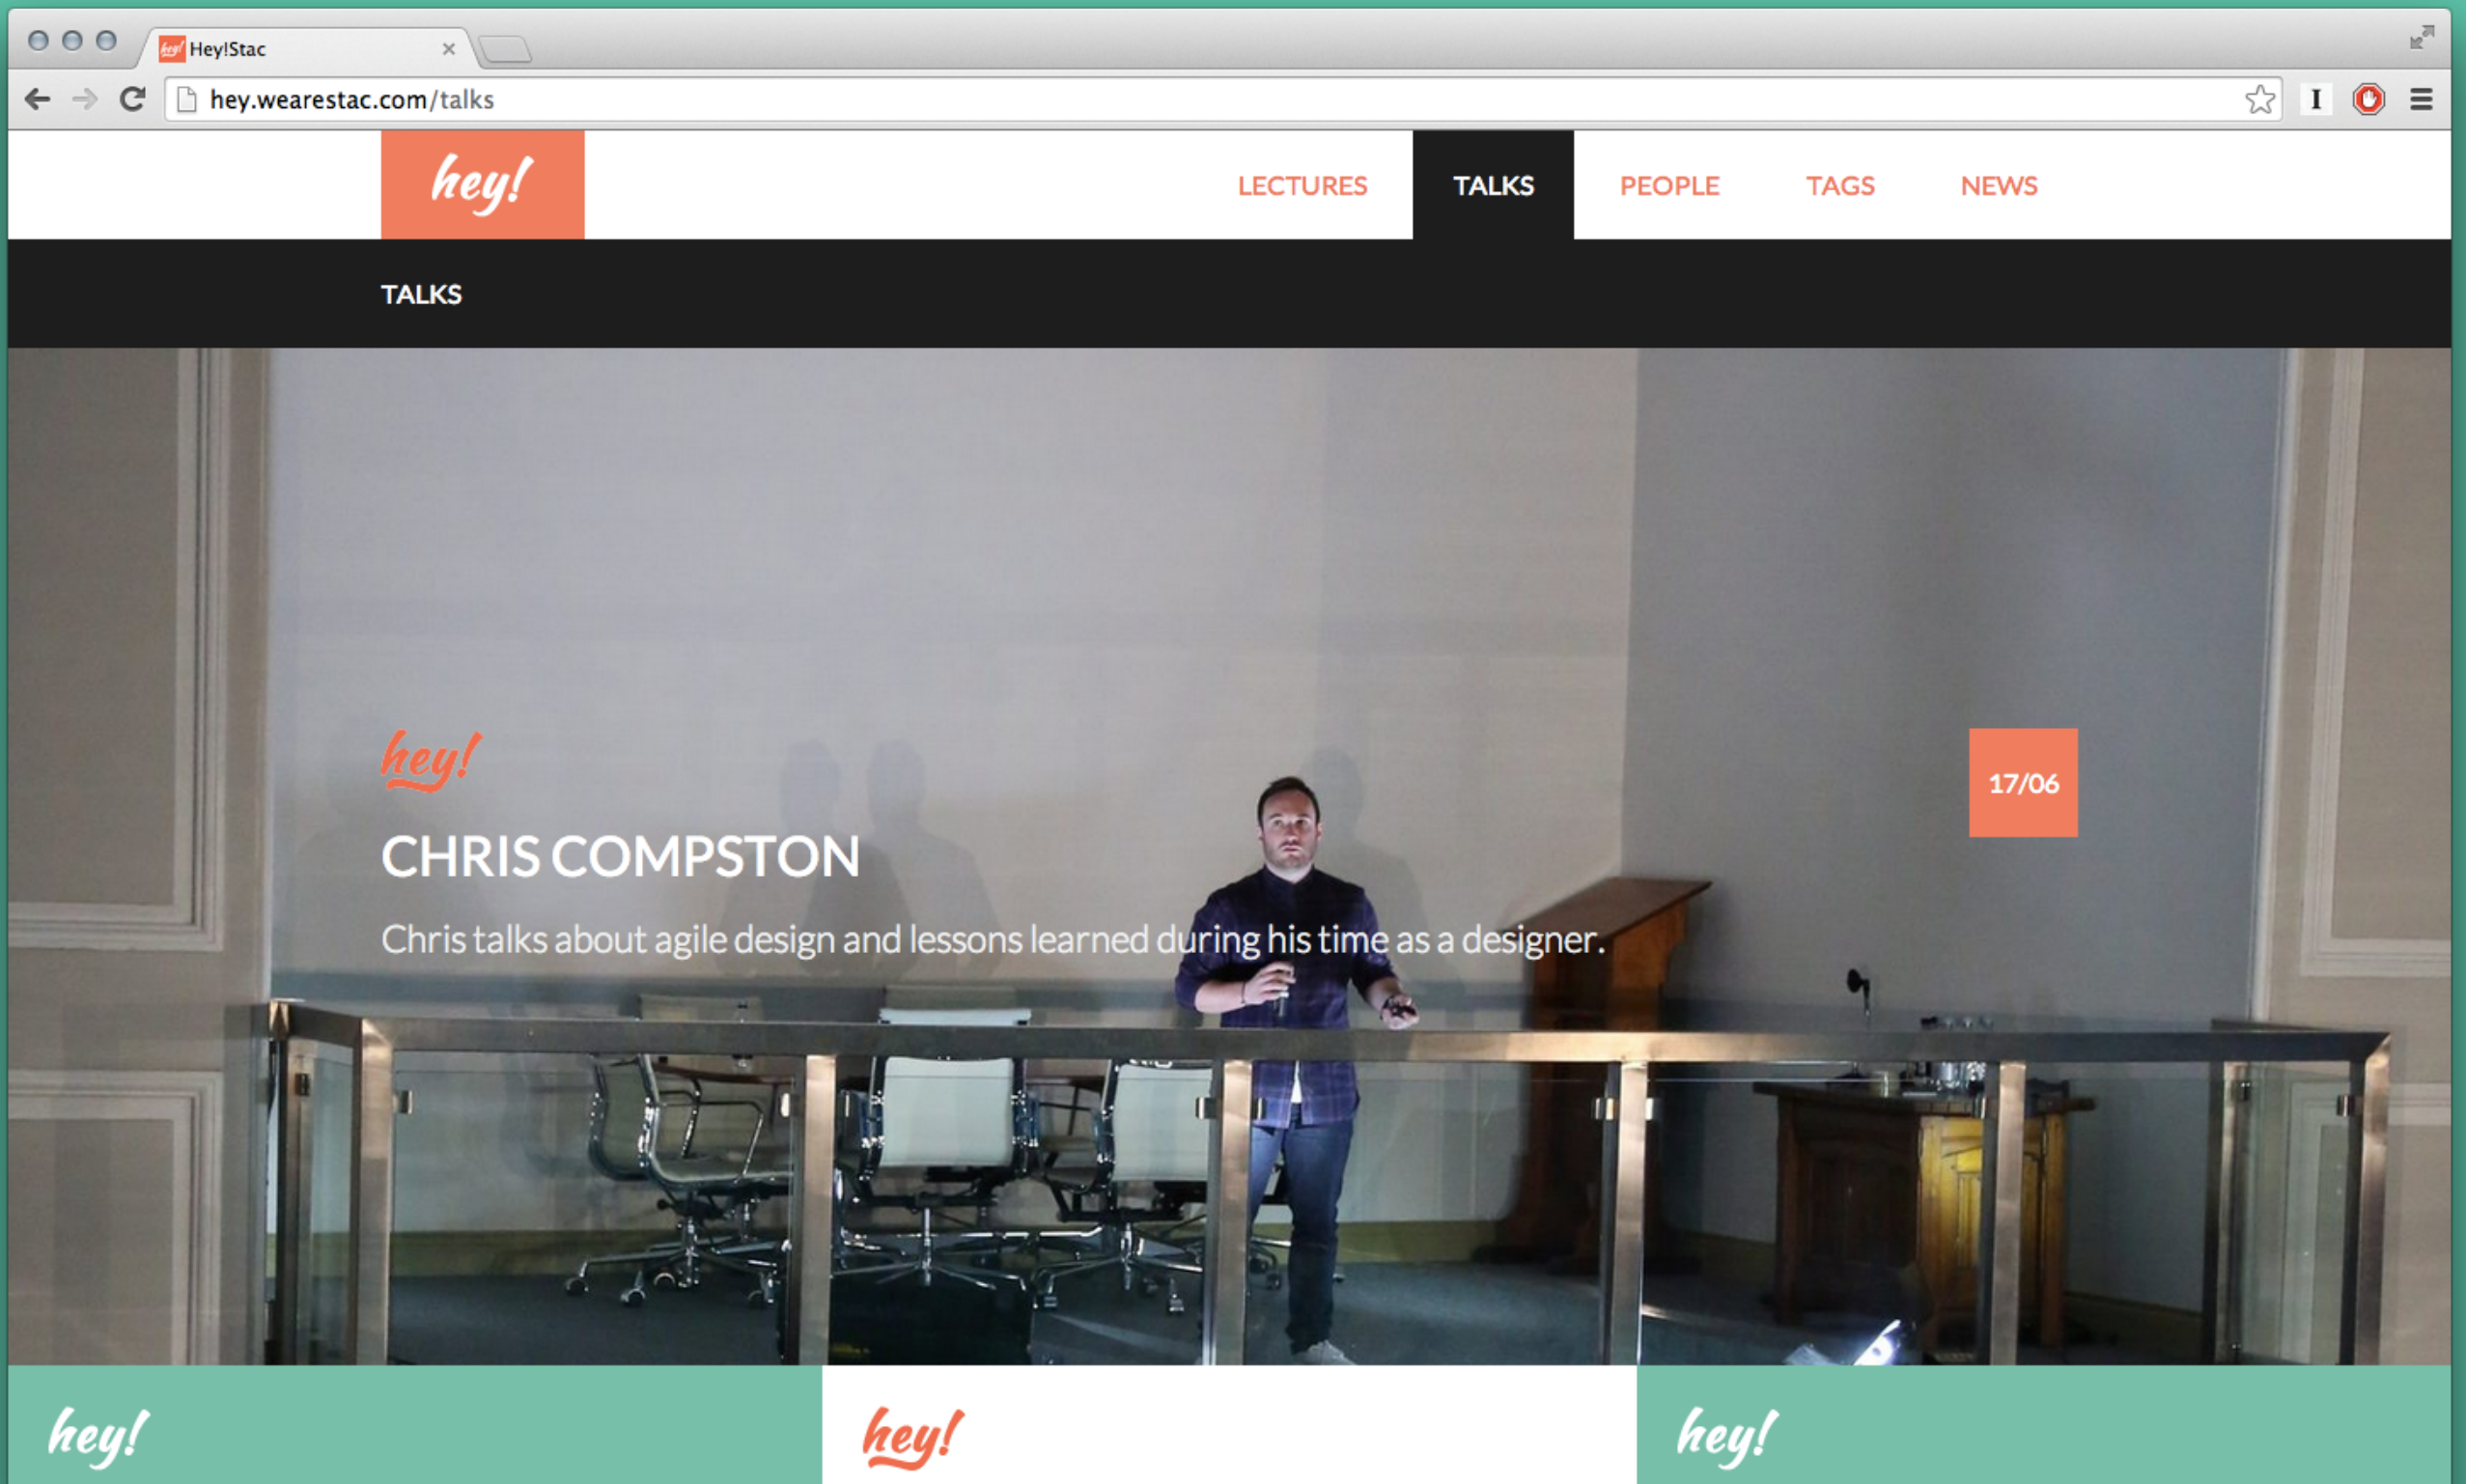 hey! Hey!Stac
hey.wearestac.com/talks
I
hey!
LECTURES TALKS PEOPLE TAGS NEWS
TALKS
hey!
17/06
CHRIS COMPSTON
Chris talks about agile design and lessons learned during his time as a designer.
hey! hey! hey!